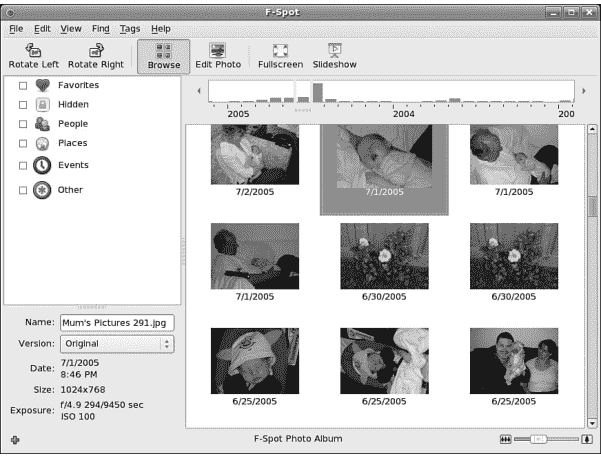 F-Spot
File Edit View Find Tags Help
Rotate Left Rotate Right Browse Edit Photo Fullscreen Slideshow
Favorites
Hidden
People
Places
Events
Other
2005 2004 200
7/2/2005 7/1/2005 7/1/2005
7/1/2005 6/30/2005 6/30/2005
6/25/2005 6/25/2005 6/25/2005
Name: Mum's Pictures 291.jpg
Version: Original
Date: 7/1/2005
8:46 PM
Size: 1024x768
Exposure: f/4.9 294/9450 sec
ISO 100
F-Spot Photo Album